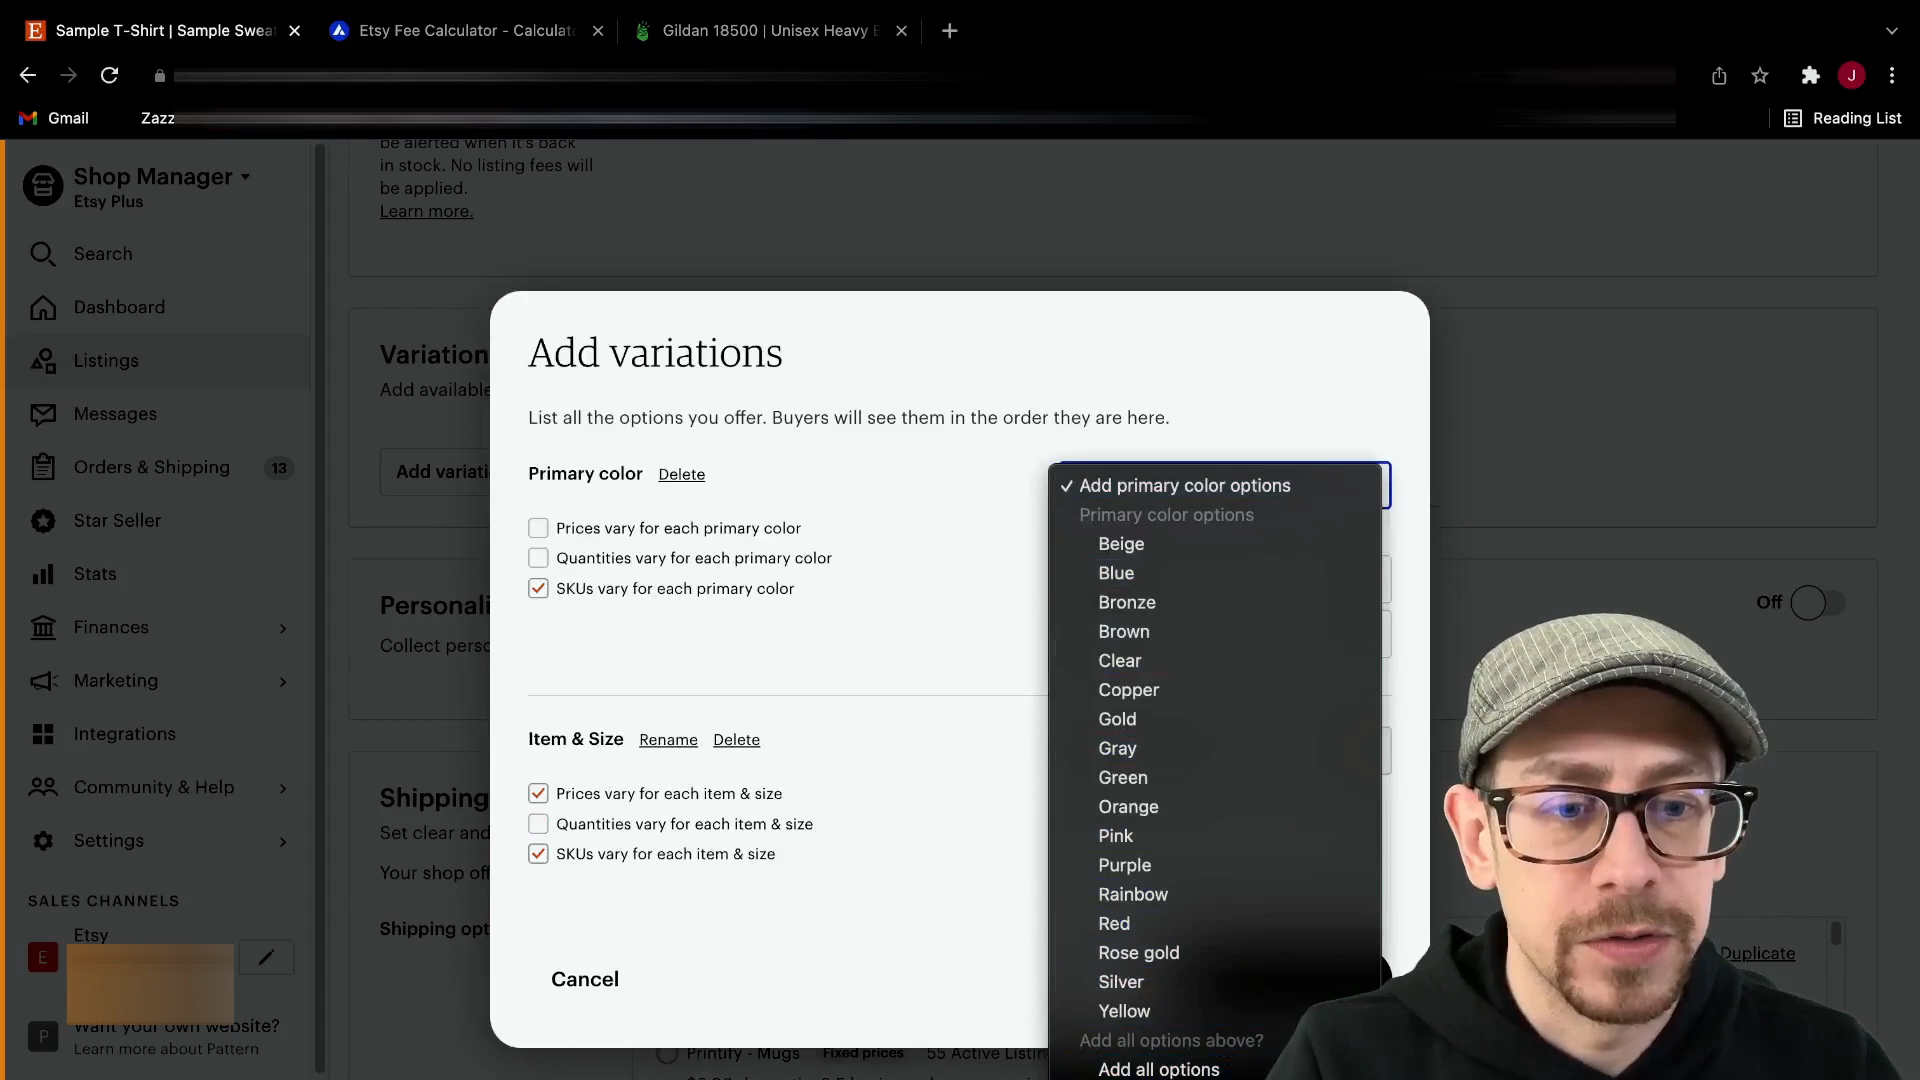 Sample T-Shirt | Sample Swea
Etsy Fee Calculator - Calculat
Gildan 18500 | Unisex Heavy
J
Gmail
Zazz
Reading List
be alerted when it's back
in stock. No listing fees will
be applied.
Learn more.
Shop Manager
Etsy Plus
Search
Dashboard
Listings
Messages
Orders & Shipping 13
Star Seller
Stats
Finances
Marketing
Integrations
Community & Help
Settings
SALES CHANNELS
E
Etsy
P
Want your own website?
Learn more about Pattern
Variation
Add available
Add variati
Personali
Collect perso
Off
Shipping
Set clear and
Your shop off
Shipping opt
Duplicate
Printify - Mugs Fixed prices 55 Active Listin
Add variations
List all the options you offer. Buyers will see them in the order they are here.
Primary color Delete
Prices vary for each primary color
Quantities vary for each primary color
SKUs vary for each primary color
Item & Size Rename Delete
Prices vary for each item & size
Quantities vary for each item & size
SKUs vary for each item & size
Cancel
✓ Add primary color options
Primary color options
Beige
Blue
Bronze
Brown
Clear
Copper
Gold
Gray
Green
Orange
Pink
Purple
Rainbow
Red
Rose gold
Silver
Yellow
Add all options above?
Add all options